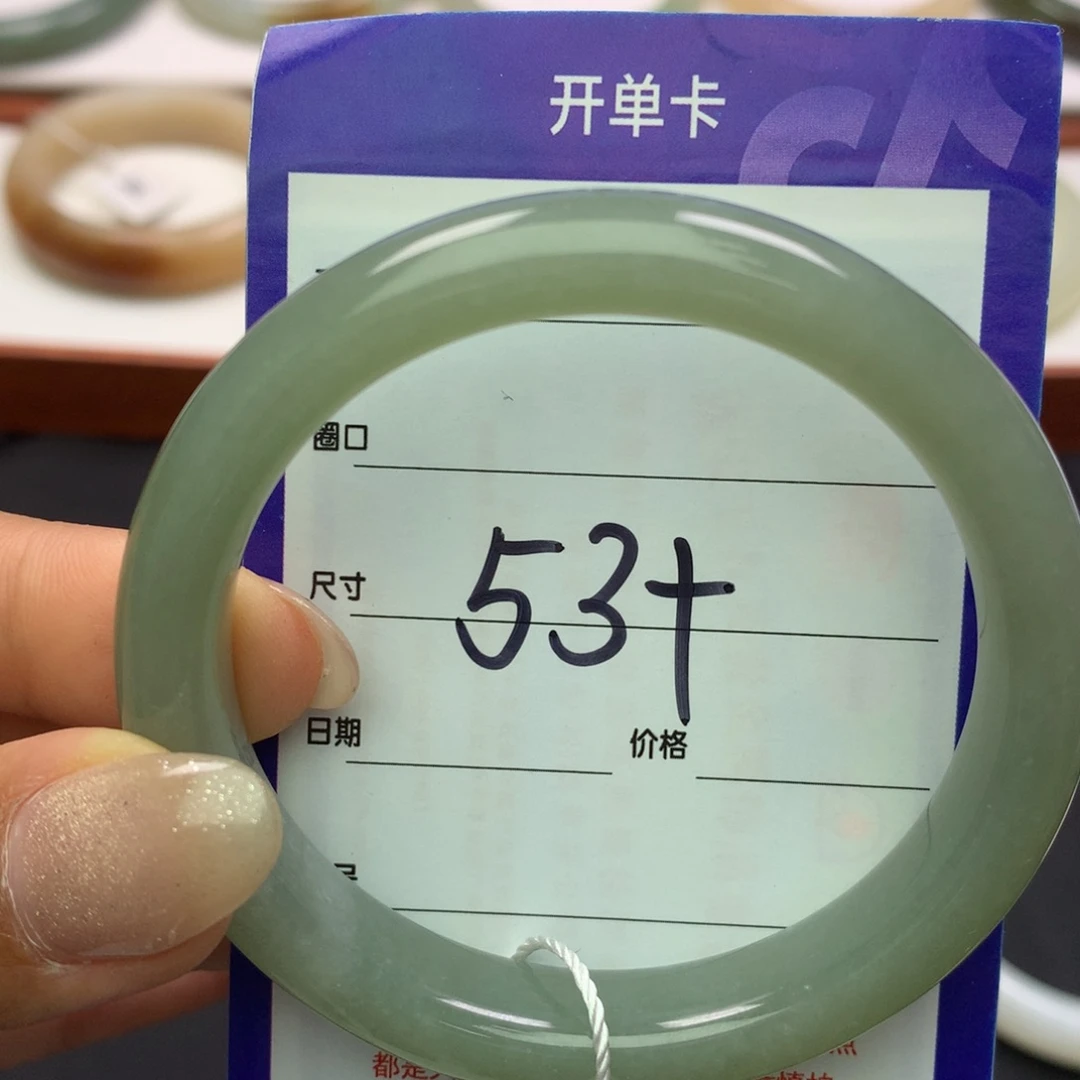 开单卡
圈口
尺寸 53+
日期 价格
都是